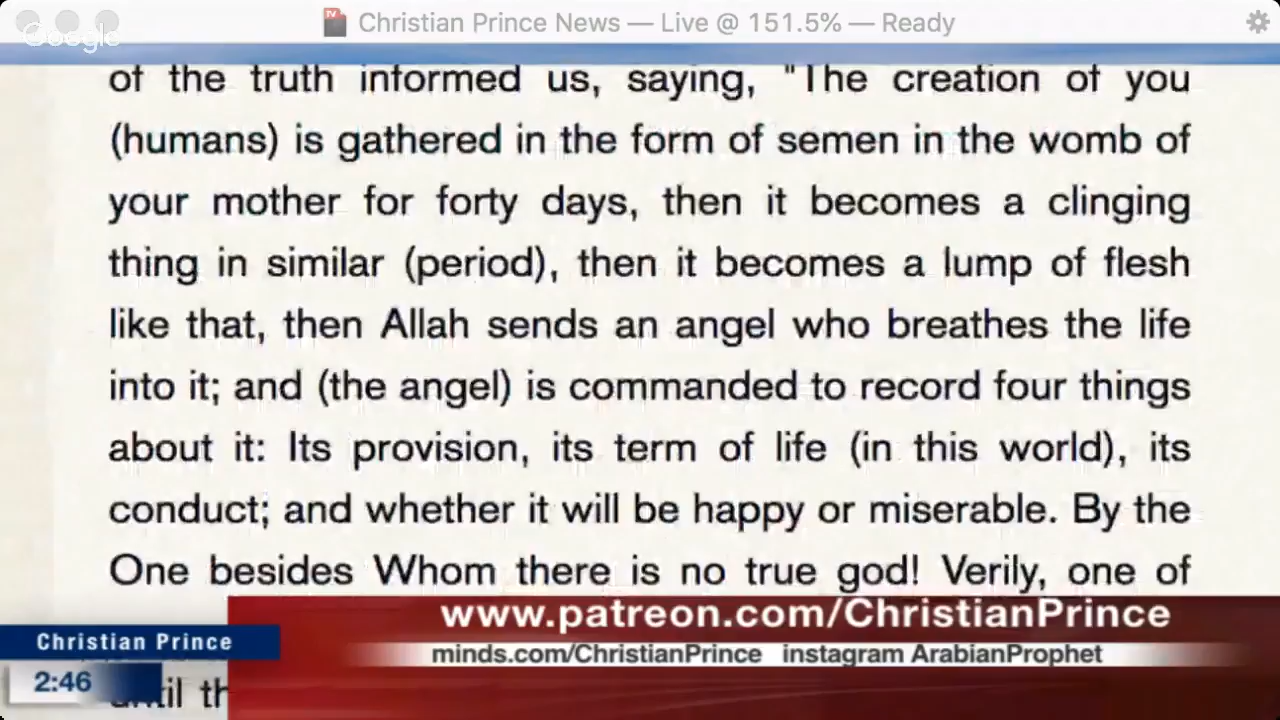 Christian Prince News — Live @ 151.5% — Ready
Google
TV
of the truth informed us, saying, "The creation of you
(humans) is gathered in the form of semen in the womb of
your mother for forty days, then it becomes a clinging
thing in similar (period), then it becomes a lump of flesh
like that, then Allah sends an angel who breathes the life
into it; and (the angel) is commanded to record four things
about it: Its provision, its term of life (in this world), its
conduct; and whether it will be happy or miserable. By the
One besides Whom there is no true god! Verily, one of
www.patreon.com/ChristianPrince
Christian Prince
minds.com/ChristianPrince instagram ArabianProphet
2:46